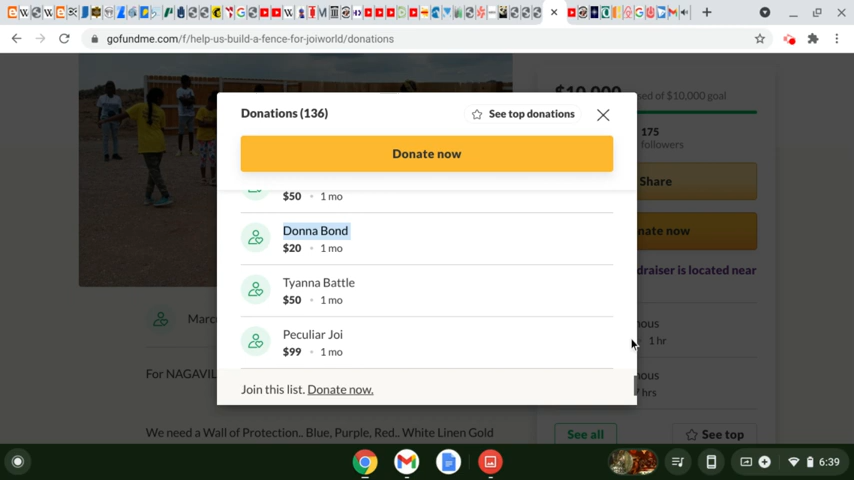 gofundme.com/f/help-us-build-a-fence-for-joiworld/donations
Donations (136)
See top donations
Donate now
$50 • 1 mo
Donna Bond
$20 • 1 mo
Tyanna Battle
$50 • 1 mo
Peculiar Joi
$99 • 1 mo
Join this list. Donate now.
$10,000
sed of $10,000 goal
175
followers
Share
nate now
draiser is located near
nous
1 hr
nous
hrs
See all
See top
Marc
For NAGAVIL
We need a Wall of Protection.. Blue, Purple, Red.. White Linen Gold
6:39